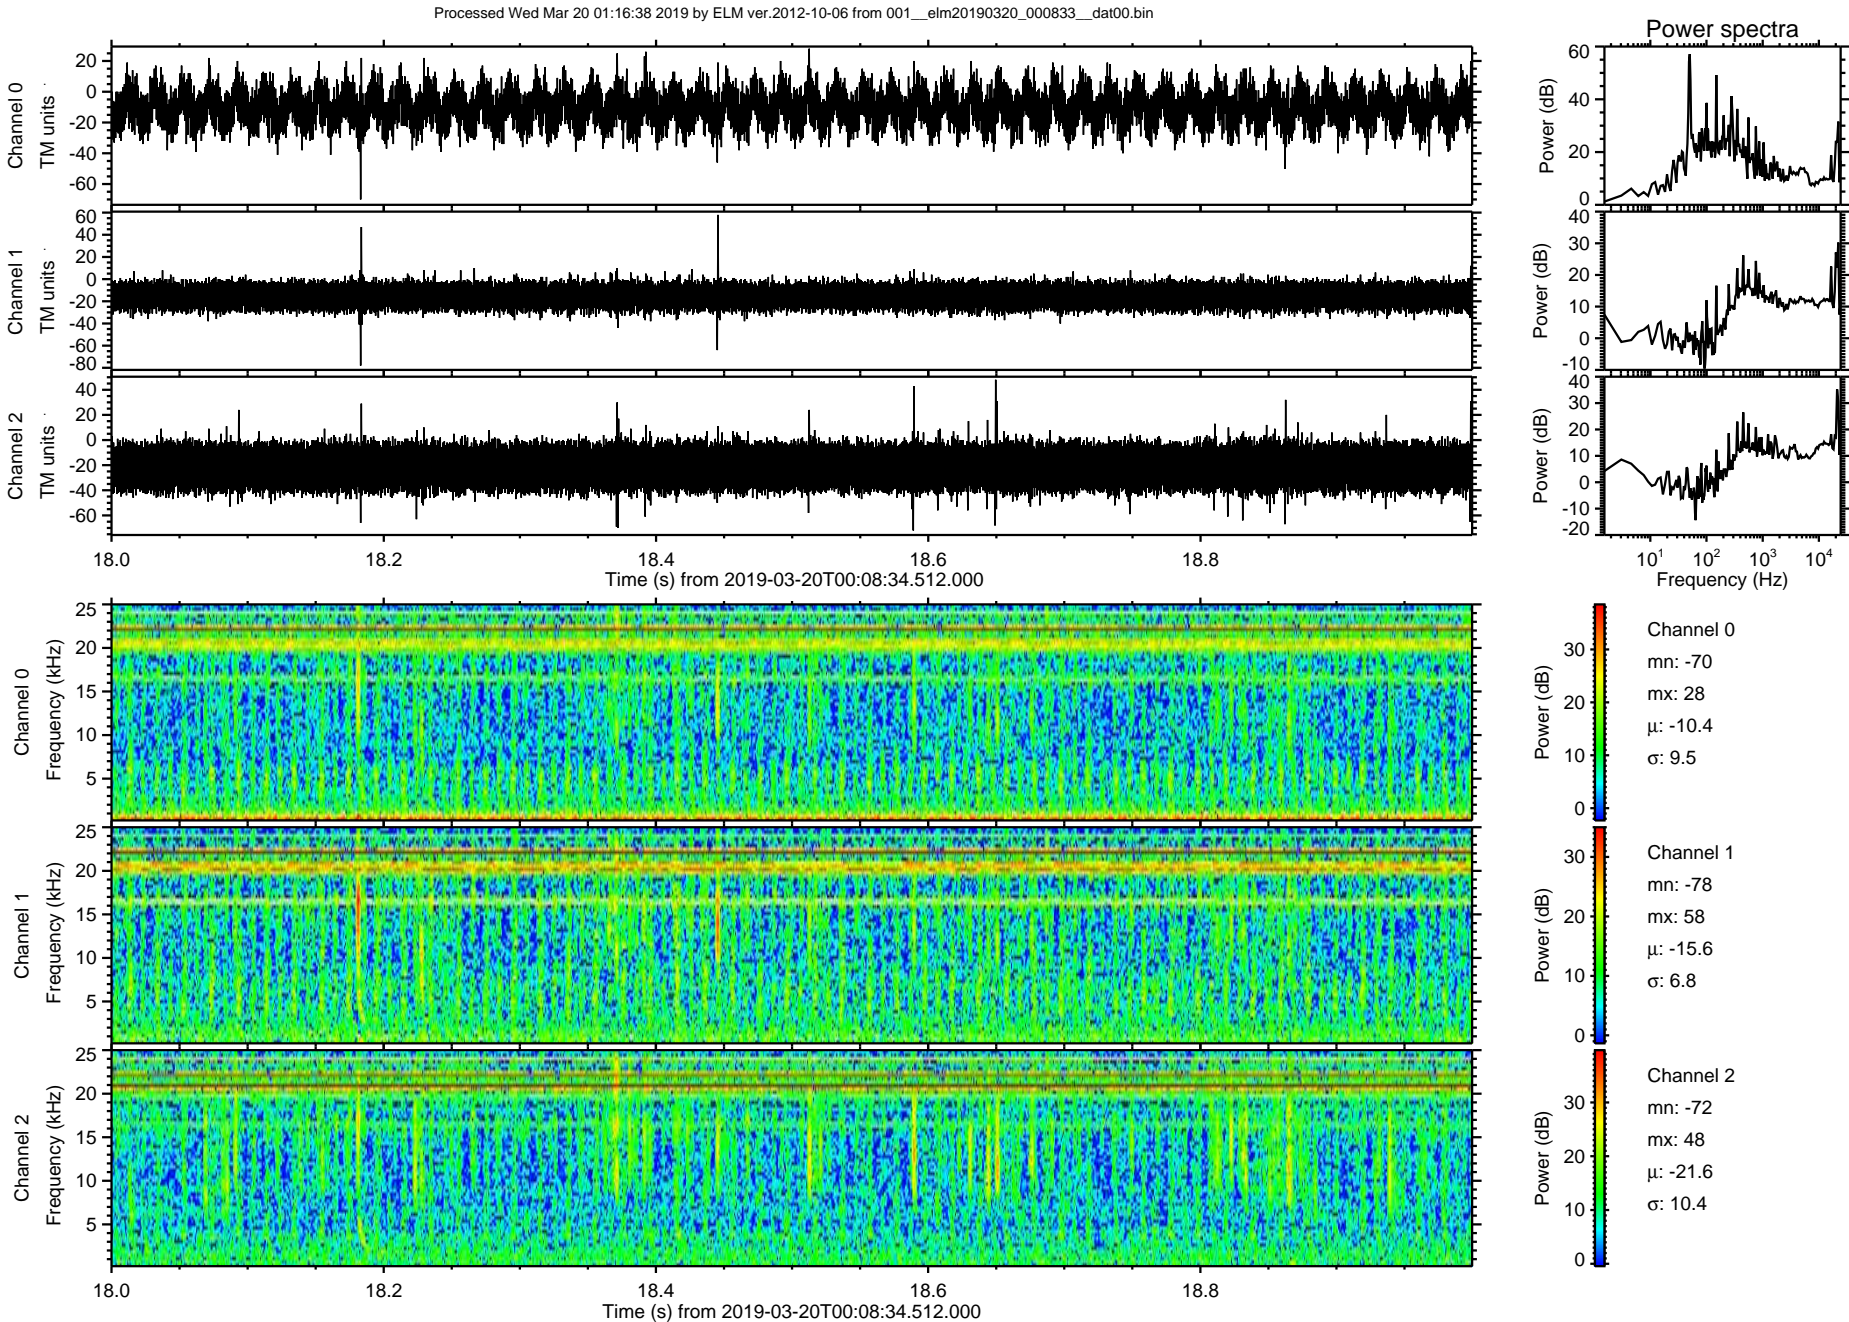 Processed Wed Mar 20 01:16:38 2019 by ELM ver.2012-10-06 from 001__elm20190320_000833__dat00.bin
Power spectra
Channel 0
TM units
20
0
-20
-40
-60
Power (dB)
60
40
20
0
Channel 1
TM units
60
40
20
0
-20
-40
-60
-80
Power (dB)
40
30
20
10
0
-10
Channel 2
TM units
40
20
0
-20
-40
-60
Power (dB)
40
30
20
10
0
-10
-20
18.0 18.2 18.4 18.6 18.8
Time (s) from 2019-03-20T00:08:34.512.000
10¹ 10² 10³ 10⁴
Frequency (Hz)
Channel 0
Frequency (kHz)
25
20
15
10
5
Power (dB)
30
20
10
0
Channel 0
mn: -70
mx: 28
μ: -10.4
σ: 9.5
Channel 1
Frequency (kHz)
25
20
15
10
5
Power (dB)
30
20
10
0
Channel 1
mn: -78
mx: 58
μ: -15.6
σ: 6.8
Channel 2
Frequency (kHz)
25
20
15
10
5
Power (dB)
30
20
10
0
Channel 2
mn: -72
mx: 48
μ: -21.6
σ: 10.4
18.0 18.2 18.4 18.6 18.8
Time (s) from 2019-03-20T00:08:34.512.000